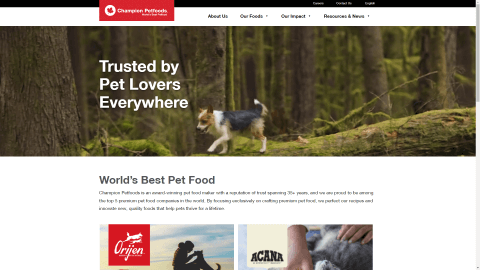 Careers Contact Us English
Champion Petfoods
World's Best Petfood
About Us Our Foods Our Impact Resources & News
Trusted by
Pet Lovers
Everywhere
World's Best Pet Food
Champion Petfoods is an award-winning pet food maker with a reputation of trust spanning 35+ years, and we are proud to be among
the top 5 premium pet food companies in the world. By focusing exclusively on crafting premium pet food, we perfect our recipes and
innovate new, quality foods that help pets thrive for a lifetime.
Orijen
ACANA